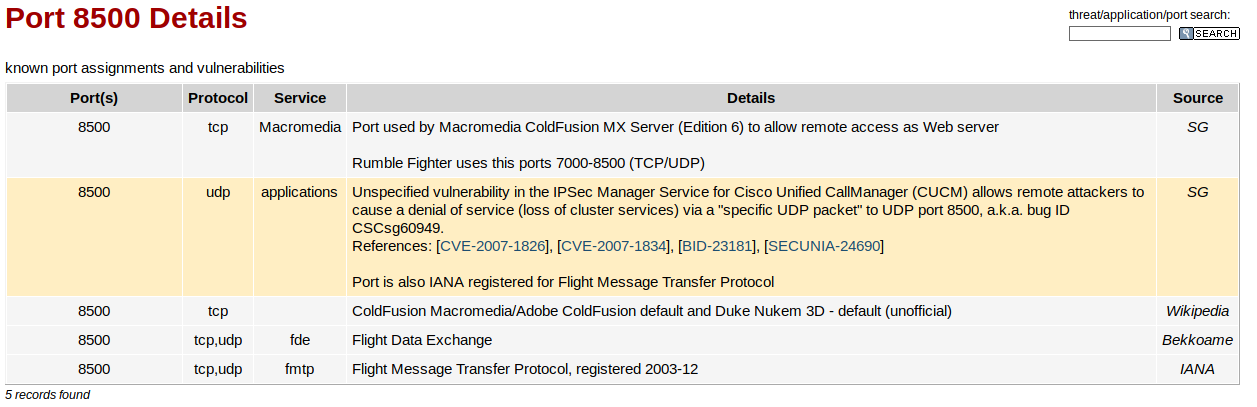 Port 8500 Details
threat/application/port search:
SEARCH
known port assignments and vulnerabilities
Port(s) Protocol Service Details Source
8500 tcp Macromedia Port used by Macromedia ColdFusion MX Server (Edition 6) to allow remote access as Web server SG
Rumble Fighter uses this ports 7000-8500 (TCP/UDP)
8500 udp applications Unspecified vulnerability in the IPSec Manager Service for Cisco Unified CallManager (CUCM) allows remote attackers to SG
cause a denial of service (loss of cluster services) via a "specific UDP packet" to UDP port 8500, a.k.a. bug ID
CSCsg60949.
References: [CVE-2007-1826], [CVE-2007-1834], [BID-23181], [SECUNIA-24690]
Port is also IANA registered for Flight Message Transfer Protocol
8500 tcp ColdFusion Macromedia/Adobe ColdFusion default and Duke Nukem 3D - default (unofficial) Wikipedia
8500 tcp,udp fde Flight Data Exchange Bekkoame
8500 tcp,udp fmtp Flight Message Transfer Protocol, registered 2003-12 IANA
5 records found